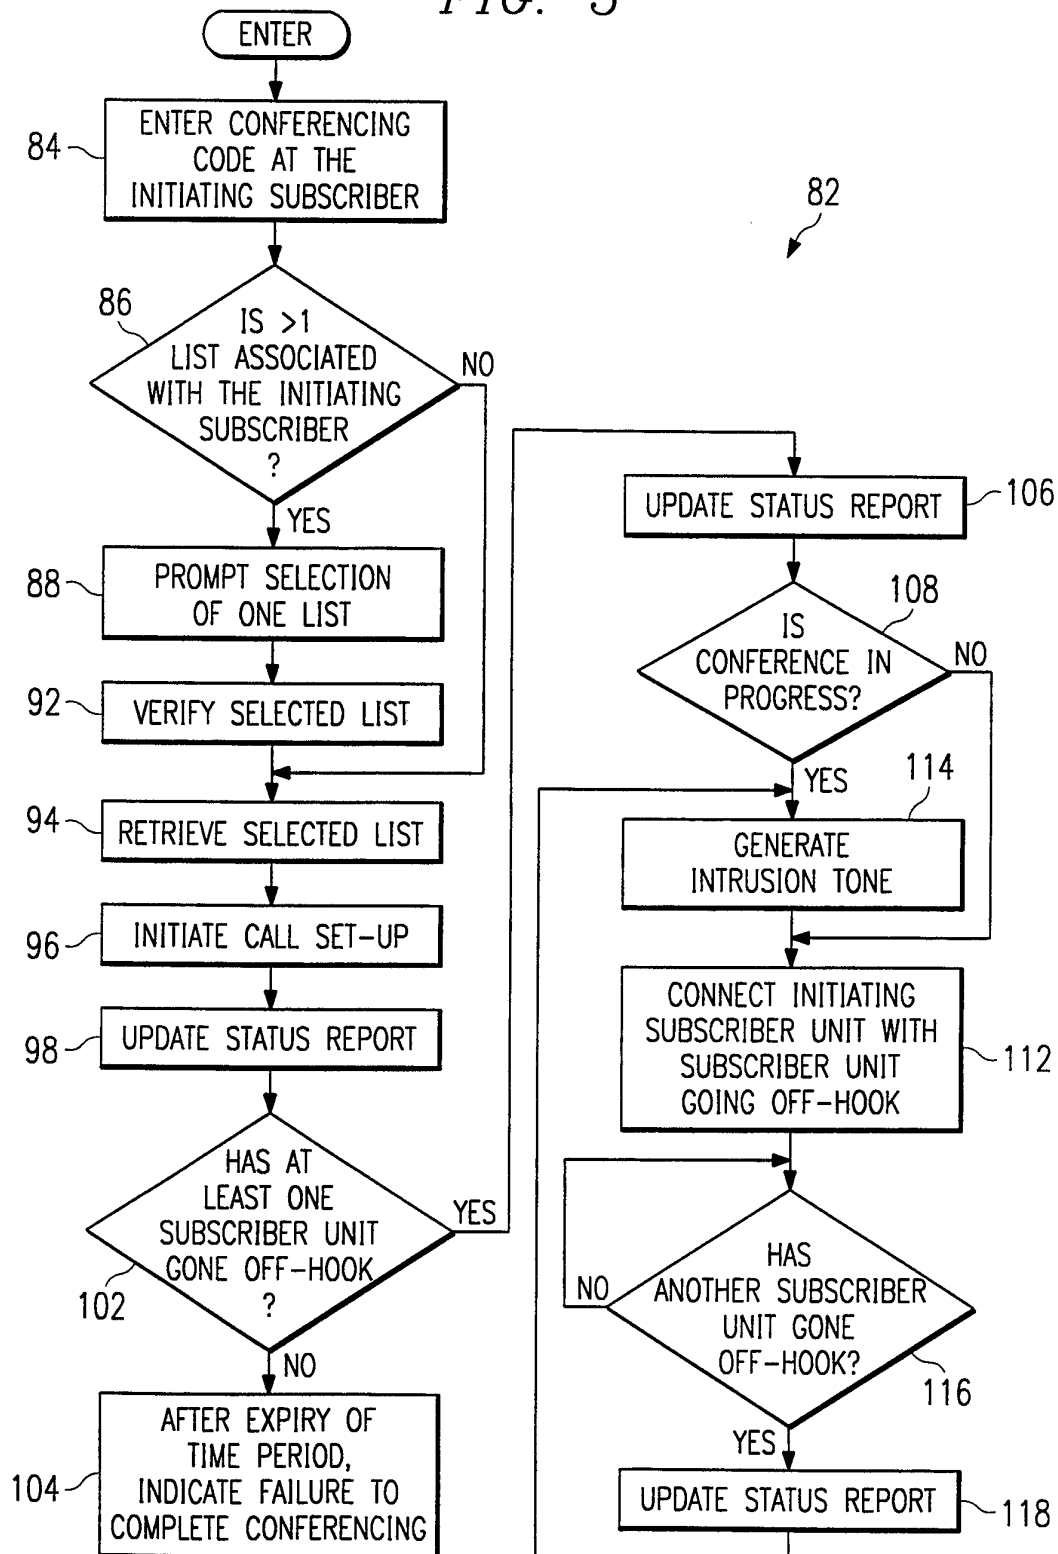 FIG. 3
ENTER
84
ENTER CONFERENCING
CODE AT THE
INITIATING SUBSCRIBER
82
86
IS >1
LIST ASSOCIATED
WITH THE INITIATING
SUBSCRIBER
?
NO
YES
88
PROMPT SELECTION
OF ONE LIST
92
VERIFY SELECTED LIST
94
RETRIEVE SELECTED LIST
96
INITIATE CALL SET-UP
98
UPDATE STATUS REPORT
HAS AT
LEAST ONE
SUBSCRIBER UNIT
GONE OFF-HOOK
?
102
YES
NO
104
AFTER EXPIRY OF
TIME PERIOD,
INDICATE FAILURE TO
COMPLETE CONFERENCING
UPDATE STATUS REPORT
106
108
IS
CONFERENCE IN
PROGRESS?
NO
YES
114
GENERATE
INTRUSION TONE
CONNECT INITIATING
SUBSCRIBER UNIT WITH
SUBSCRIBER UNIT
GOING OFF-HOOK
112
HAS
ANOTHER SUBSCRIBER
UNIT GONE
OFF-HOOK?
NO
116
YES
UPDATE STATUS REPORT
118